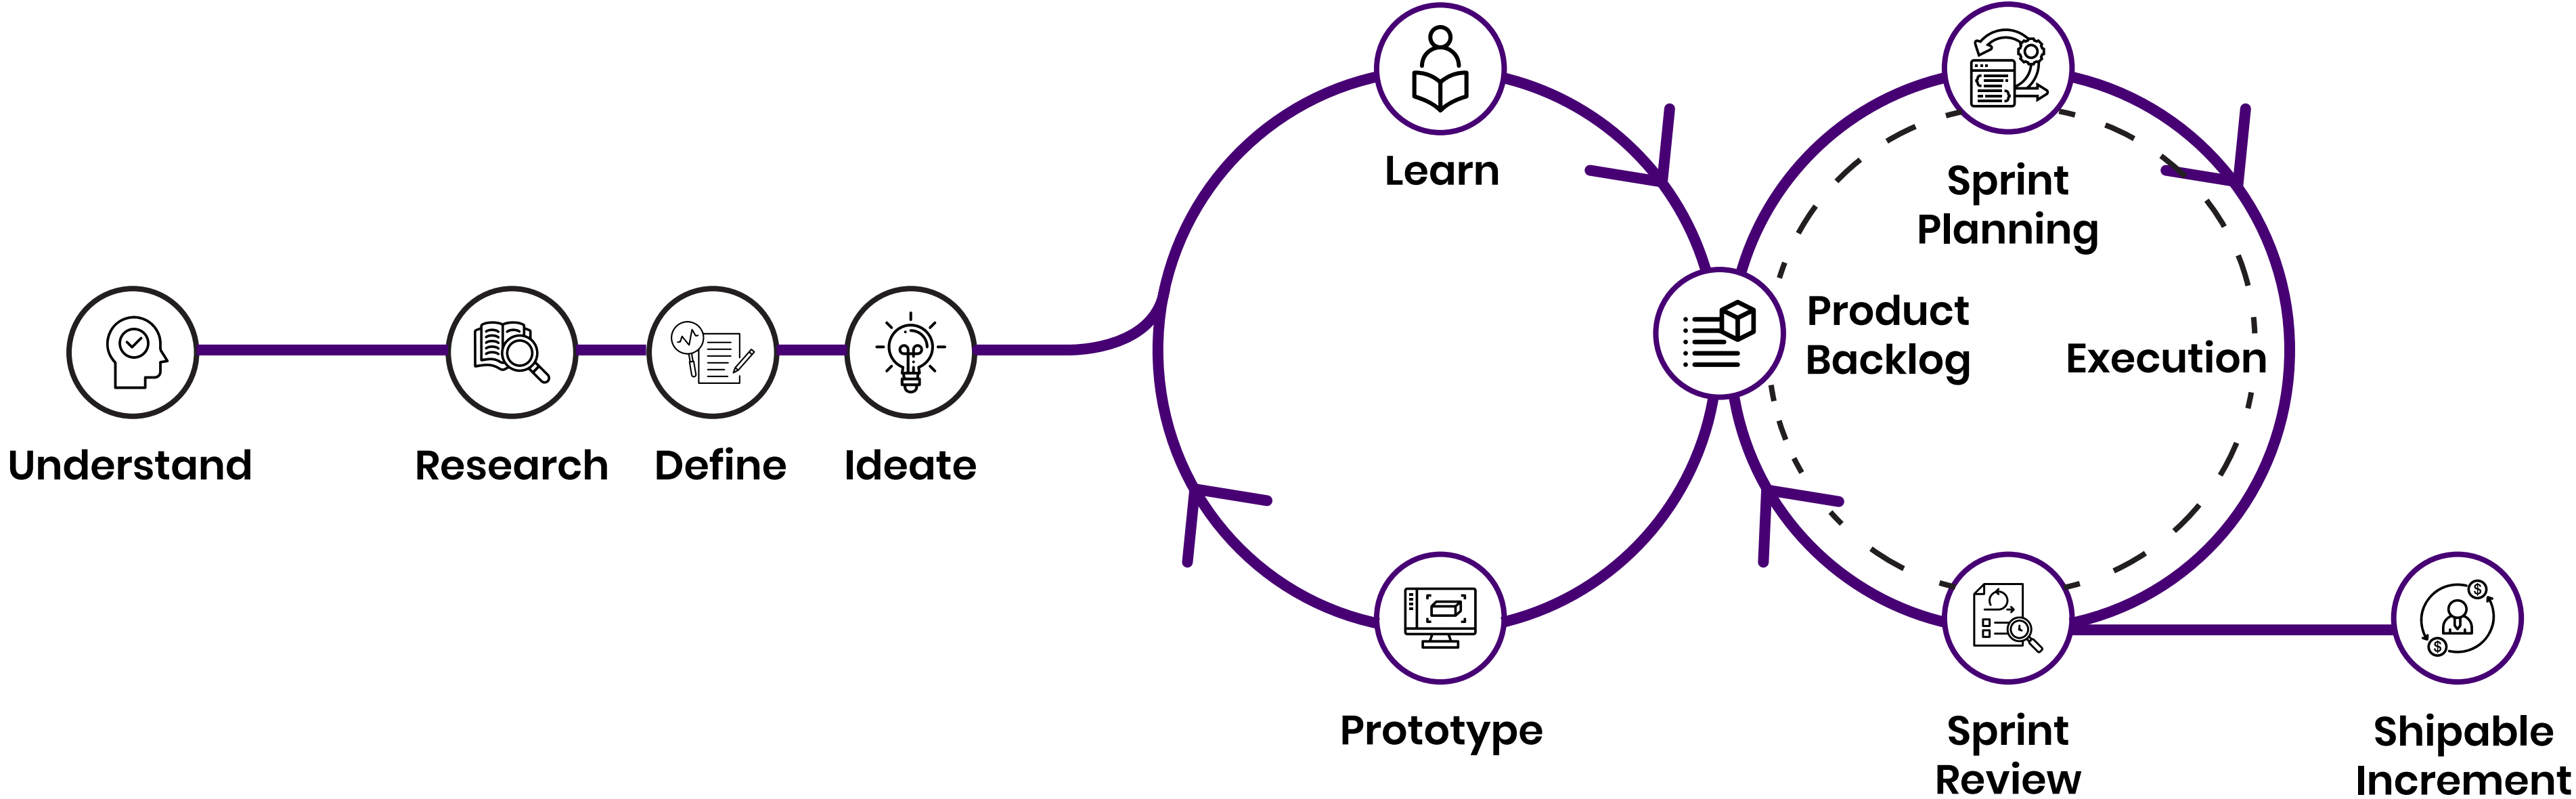 Learn
Sprint
Planning
Product
Backlog
Execution
Understand
Research
Define
Ideate
Prototype
Sprint
Review
Shipable
Increment